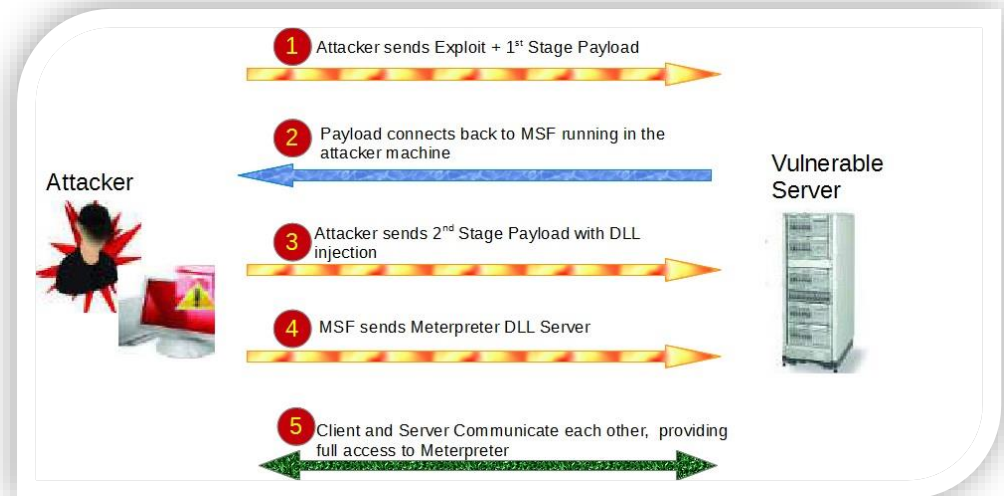 1
Attacker sends Exploit + 1st Stage Payload
2
Payload connects back to MSF running in the
attacker machine
Attacker
Vulnerable
Server
3
Attacker sends 2nd Stage Payload with DLL
injection
4
MSF sends Meterpreter DLL Server
5
Client and Server Communicate each other, providing
full access to Meterpreter